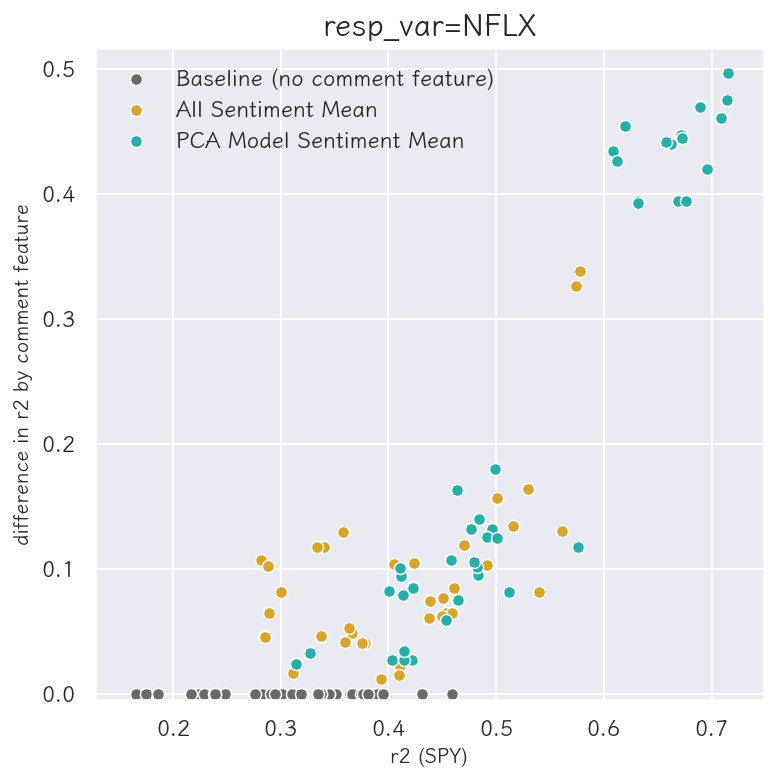 resp_var=NFLX
Baseline (no comment feature)
All Sentiment Mean
PCA Model Sentiment Mean
difference in r2 by comment feature
0.5
0.4
0.3
0.2
0.1
0.0
0.2 0.3 0.4 0.5 0.6 0.7
r2 (SPY)